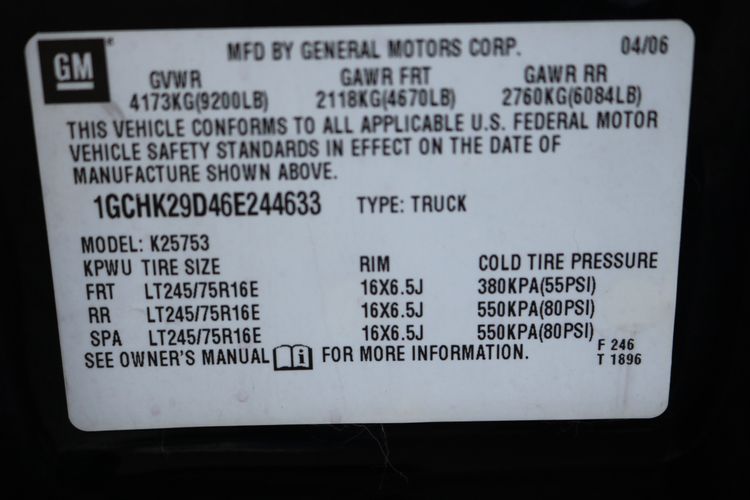 GM
MFD BY GENERAL MOTORS CORP. 04/06
GVWR GAWR FRT GAWR RR
4173KG(9200LB) 2118KG(4670LB) 2760KG(6084LB)
THIS VEHICLE CONFORMS TO ALL APPLICABLE U.S. FEDERAL MOTOR
VEHICLE SAFETY STANDARDS IN EFFECT ON THE DATE OF
MANUFACTURE SHOWN ABOVE.
1GCHK29D46E244633 TYPE: TRUCK
MODEL: K25753
KPWU TIRE SIZE RIM COLD TIRE PRESSURE
FRT LT245/75R16E 16X6.5J 380KPA(55PSI)
RR LT245/75R16E 16X6.5J 550KPA(80PSI)
SPA LT245/75R16E 16X6.5J 550KPA(80PSI)
SEE OWNER'S MANUAL FOR MORE INFORMATION.
F 246
T 1896